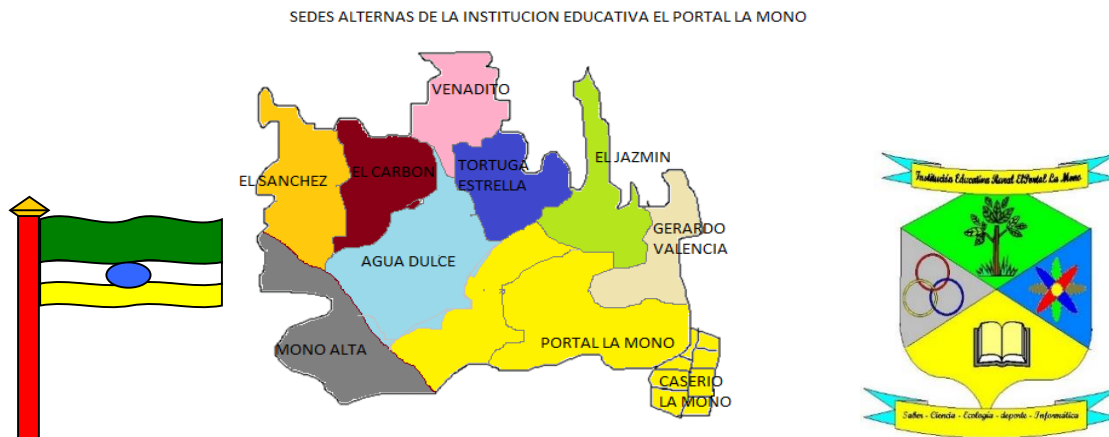 SEDES ALTERNAS DE LA INSTITUCION EDUCATIVA EL PORTAL LA MONO
VENADITO
EL SANCHEZ
EL CARBON
TORTUGA
ESTRELLA
EL JAZMIN
GERARDO
VALENCIA
AGUA DULCE
MONO ALTA
PORTAL LA MONO
CASERIO
LA MONO
Institución Educativa Rural El Portal La Mono
Saber - Ciencia - Ecología - deporte - Informática